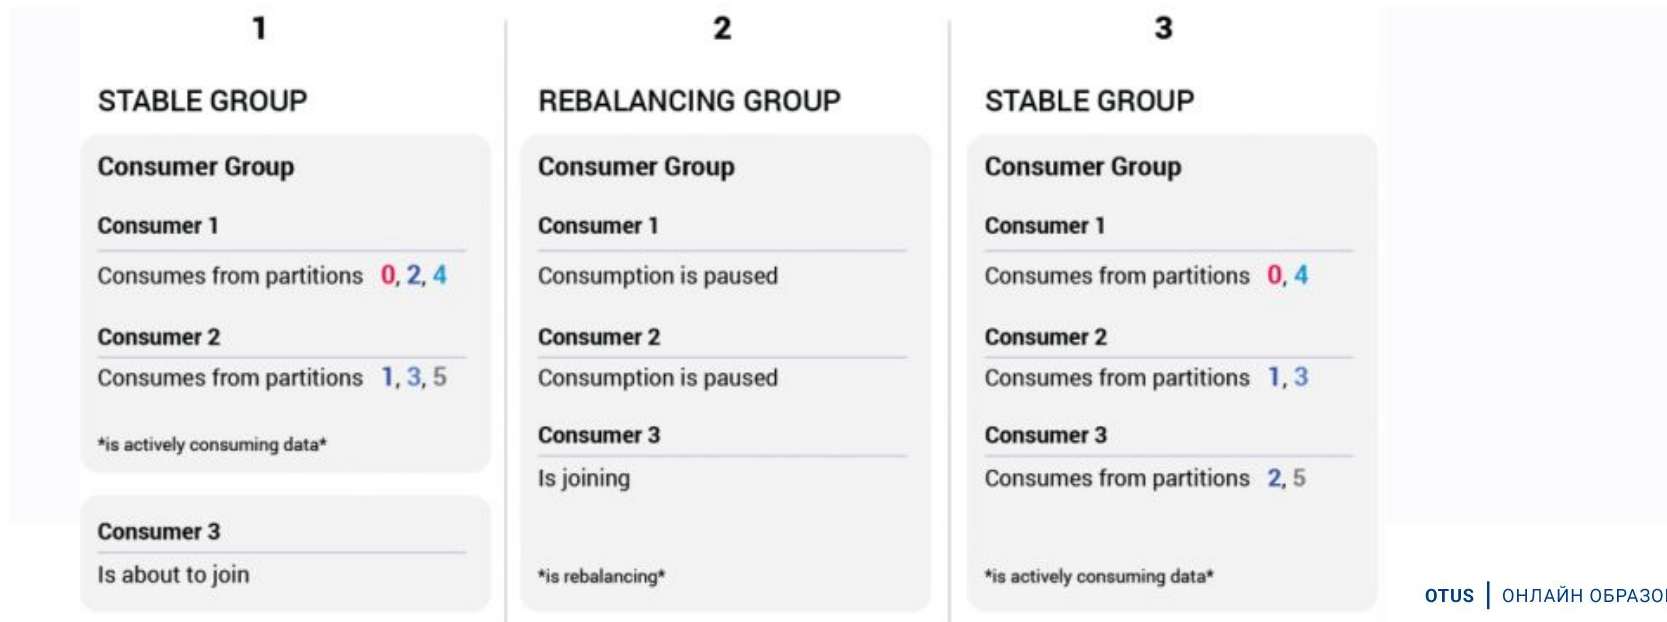 1
STABLE GROUP
Consumer Group
Consumer 1
Consumes from partitions 0, 2, 4
Consumer 2
Consumes from partitions 1, 3, 5
*is actively consuming data*
Consumer 3
Is about to join
2
REBALANCING GROUP
Consumer Group
Consumer 1
Consumption is paused
Consumer 2
Consumption is paused
Consumer 3
Is joining
*is rebalancing*
3
STABLE GROUP
Consumer Group
Consumer 1
Consumes from partitions 0, 4
Consumer 2
Consumes from partitions 1, 3
Consumer 3
Consumes from partitions 2, 5
*is actively consuming data*
OTUS | ОНЛАЙН